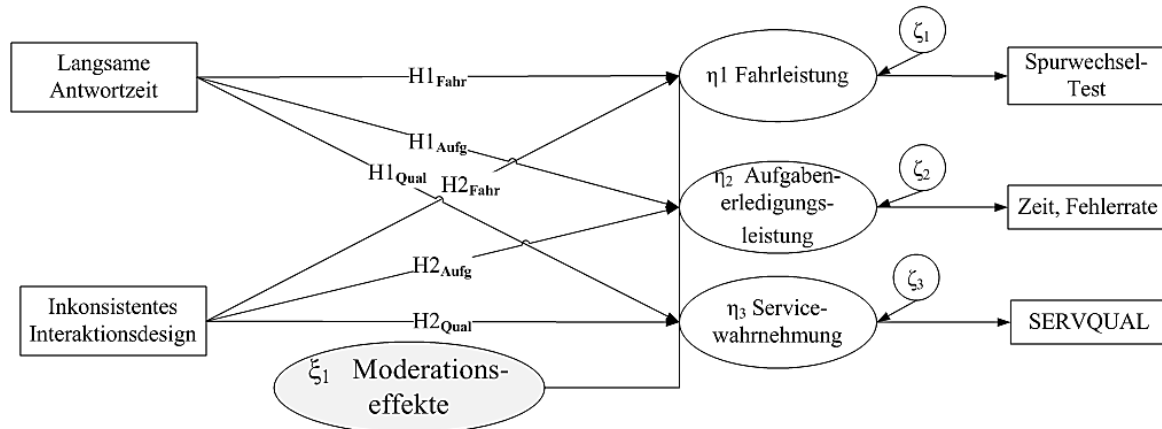 Langsame
Antwortzeit
H1Fahr
η1 Fahrleistung
ζ1
Spurwechsel-
Test
H1Aufg
H1Qual
H2Fahr
η2 Aufgaben-
erledigungs-
leistung
ζ2
Zeit, Fehlerrate
H2Aufg
Inkonsistentes
Interaktionsdesign
H2Qual
η3 Service-
wahrnehmung
ζ3
SERVQUAL
ξ1 Moderations-
effekte